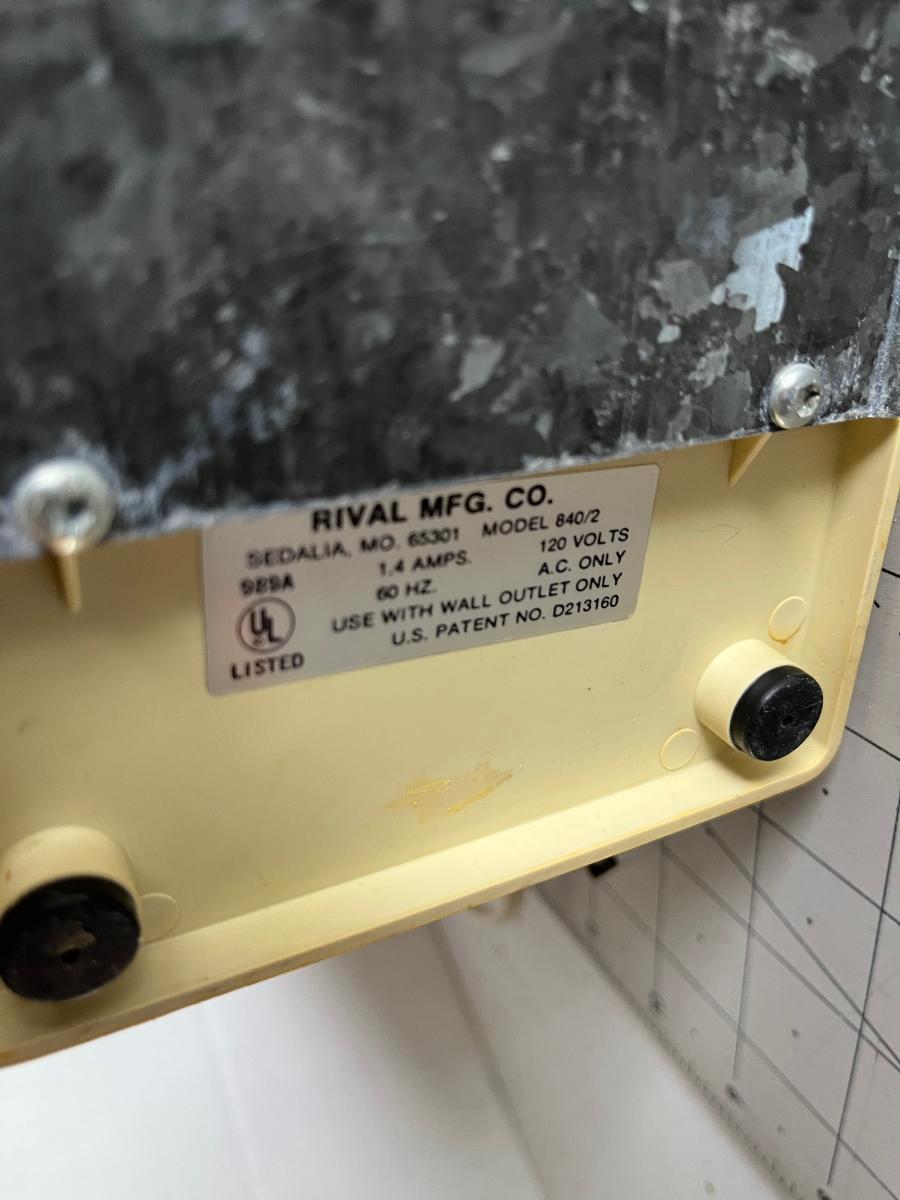 RIVAL MFG. CO.
SEDALIA, MO. 65301 MODEL 840/2
989A 1.4 AMPS. 120 VOLTS
60 HZ. A.C. ONLY
UL USE WITH WALL OUTLET ONLY
LISTED U.S. PATENT NO. D213160